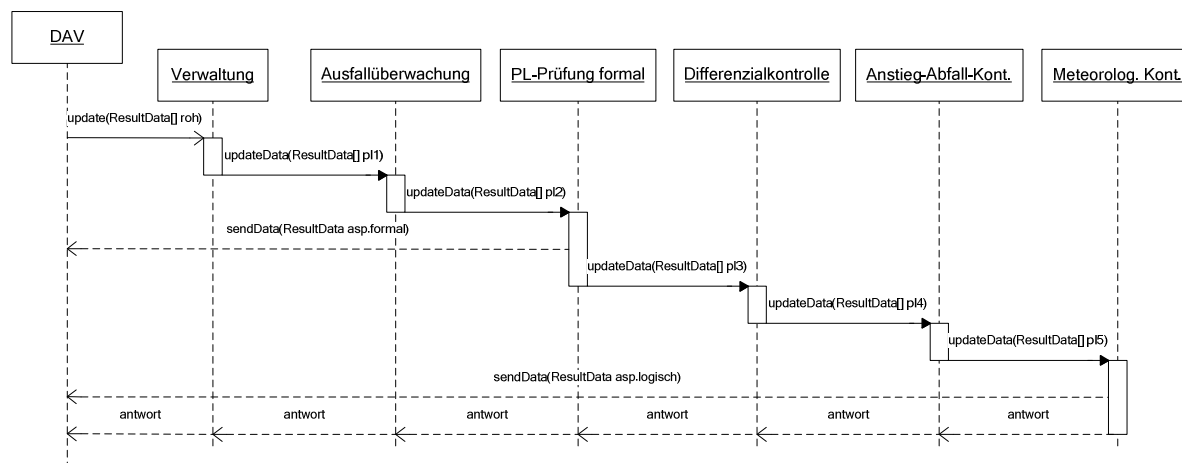 DAV
Verwaltung
Ausfallüberwachung
PL-Prüfung formal
Differenzialkontrolle
Anstieg-Abfall-Kont.
Meteorolog. Kont.
update(ResultData[] roh)
updateData(ResultData[] pl1)
updateData(ResultData[] pl2)
sendData(ResultData asp.formal)
updateData(ResultData[] pl3)
updateData(ResultData[] pl4)
updateData(ResultData[] pl5)
sendData(ResultData asp.logisch)
antwort
antwort
antwort
antwort
antwort
antwort